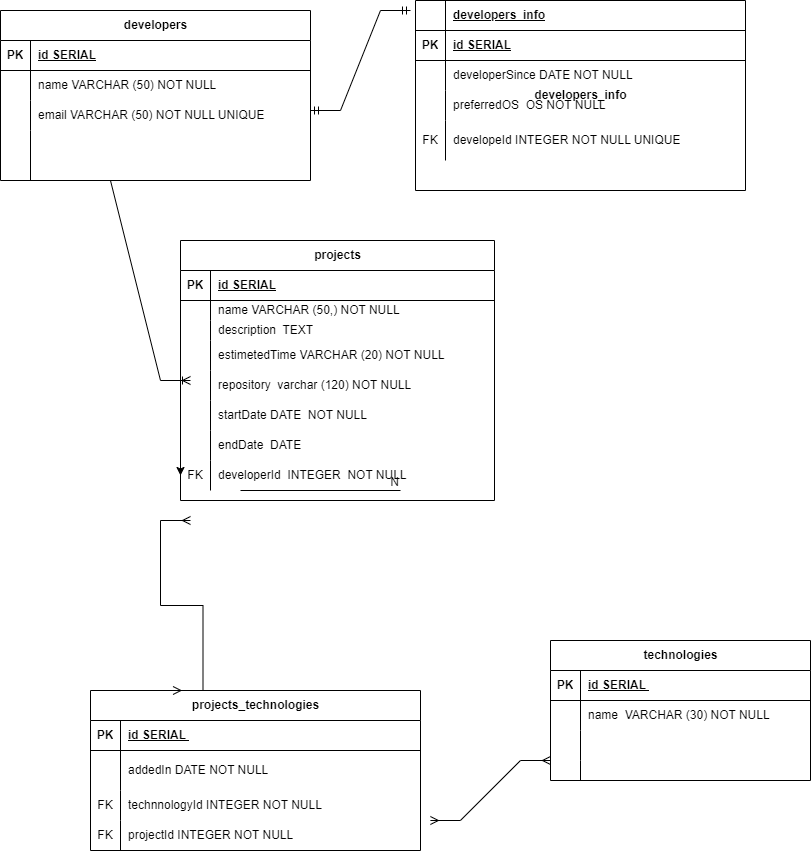 developers
PK id SERIAL
name VARCHAR (50) NOT NULL
email VARCHAR (50) NOT NULL UNIQUE
developers_info
PK id SERIAL
developerSince DATE NOT NULL
developers_info
preferredOS OS NOT NULL
FK developeId INTEGER NOT NULL UNIQUE
projects
PK id SERIAL
name VARCHAR (50,) NOT NULL
description TEXT
estimetedTime VARCHAR (20) NOT NULL
repository varchar (120) NOT NULL
startDate DATE NOT NULL
endDate DATE
FK developerId INTEGER NOT NULL
N
technologies
PK id SERIAL
name VARCHAR (30) NOT NULL
projects_technologies
PK id SERIAL
addedIn DATE NOT NULL
FK technnologyId INTEGER NOT NULL
FK projectId INTEGER NOT NULL